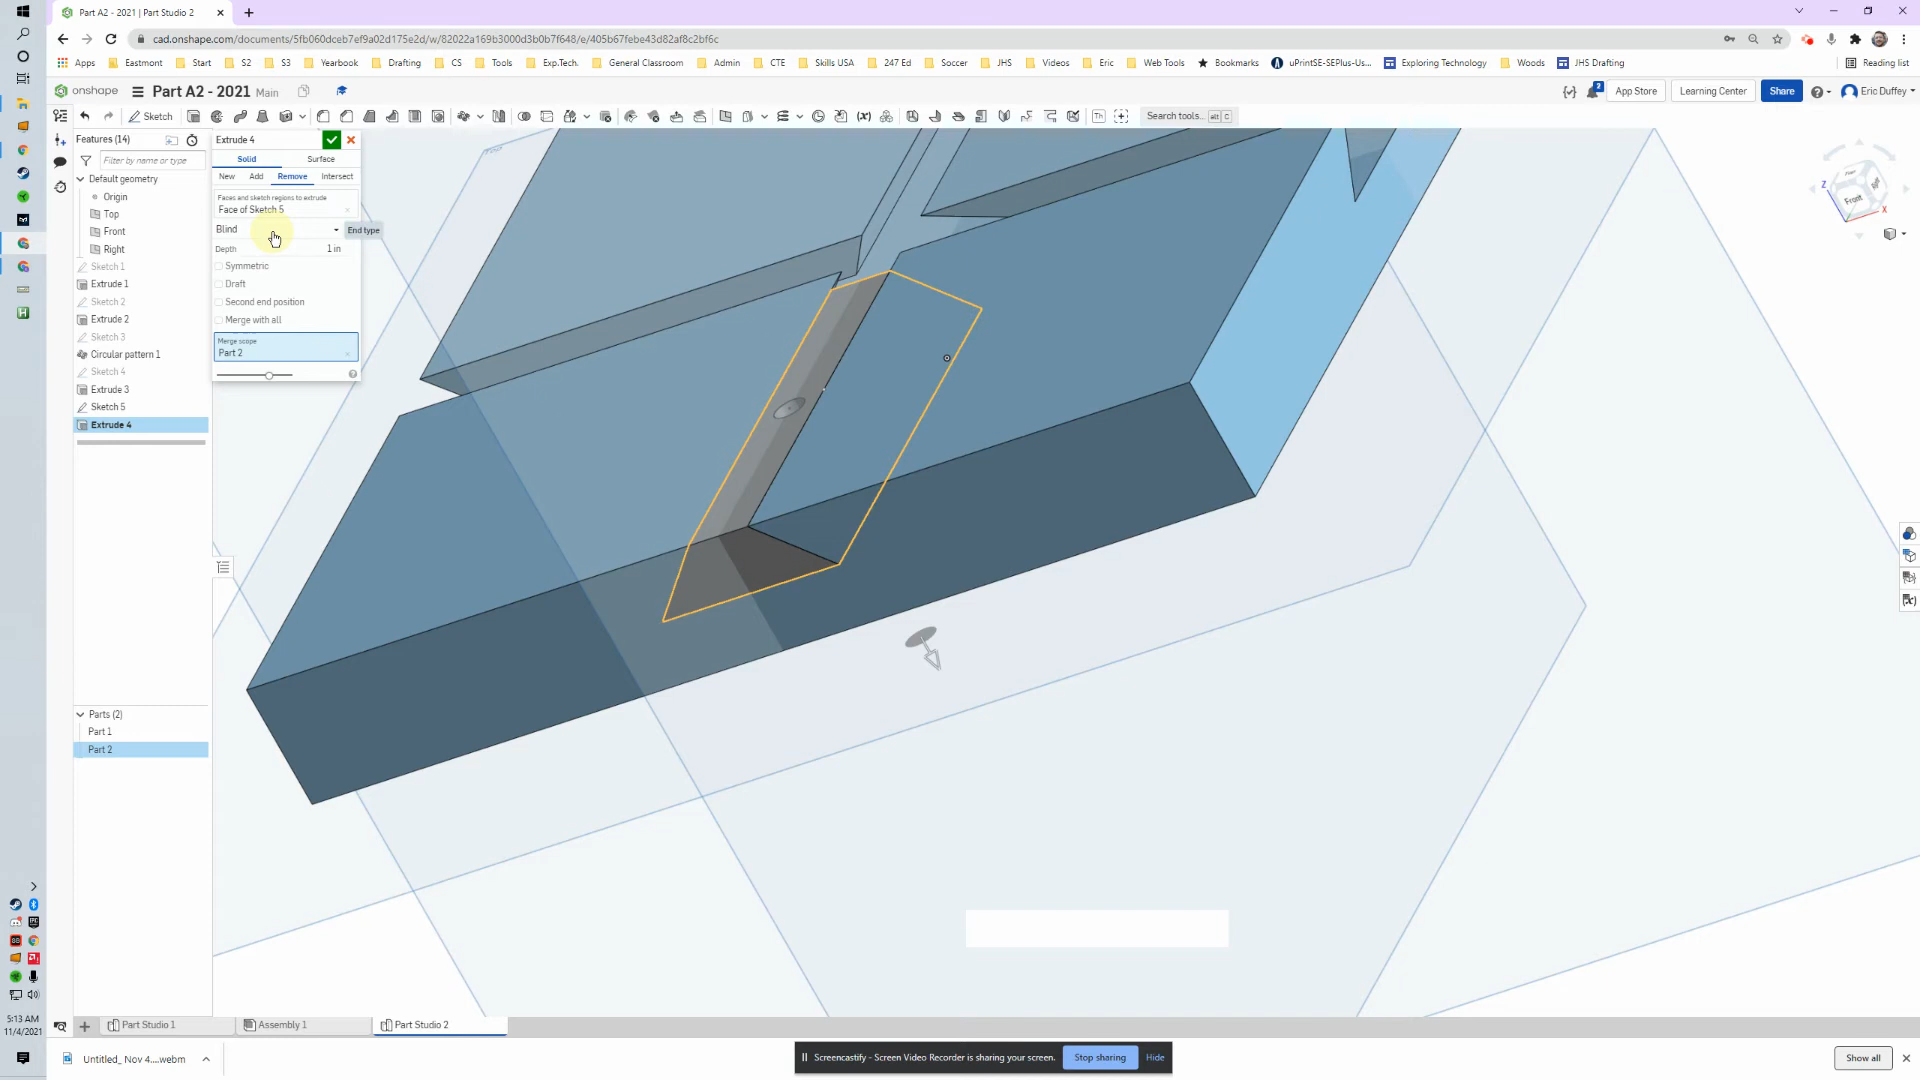 Part A2 - 2021 | Part Studio 2
cad.onshape.com/documents/5fb060dceb7ef9a02d175e2d/w/82022a169b3000d3b0b7f648/e/405b67febe43d82af8c2bf6c
Apps Eastmont Start S2 S3 Yearbook Drafting CS Tools Exp.Tech. General Classroom Admin CTE Skills USA 247 Ed Soccer JHS Videos Eric Web Tools Bookmarks uPrintSE-SEPlus-Us... Exploring Technology Woods JHS Drafting Reading list
onshape Part A2 - 2021 Main 2 App Store Learning Center Share Eric Duffey
Sketch Search tools... alt C
Features (14)
Filter by name or type
Default geometry
Origin
Top
Front
Right
Sketch 1
Extrude 1
Sketch 2
Extrude 2
Sketch 3
Circular pattern 1
Sketch 4
Extrude 3
Sketch 5
Extrude 4
Extrude 4
Solid Surface
New Add Remove Intersect
Faces and sketch regions to extrude
Face of Sketch 5
Blind
End type
Depth 1 in
Symmetric
Draft
Second end position
Merge with all
Merge scope
Part 2
Z
Front
X
Parts (2)
Part 1
Part 2
5:13 AM
11/4/2021
Part Studio 1 Assembly 1 Part Studio 2
Untitled_ Nov 4....webm
Screencastify - Screen Video Recorder is sharing your screen. Stop sharing Hide
Show all